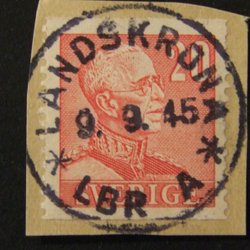 LANDSKRONA
20
9. 9. 45
SVERIGE
* LBR A *